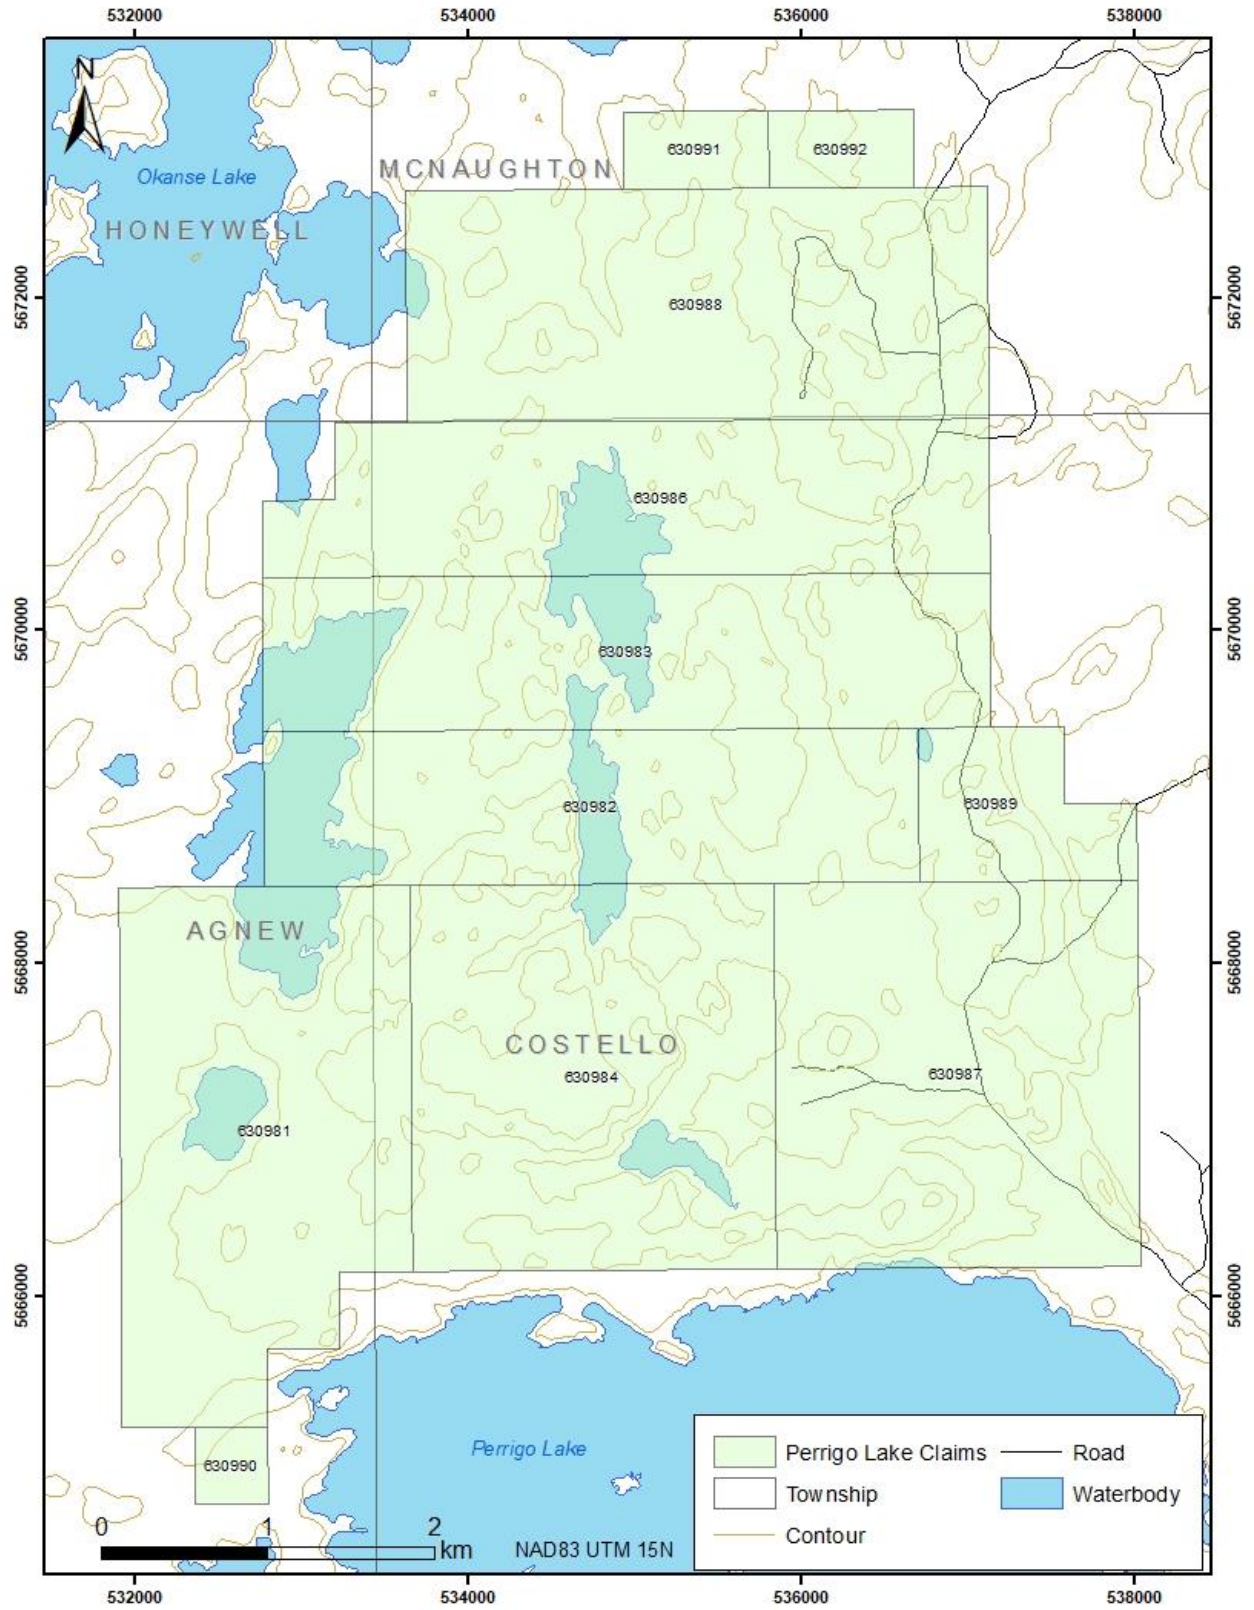 532000 534000 536000 538000
N
630991 630992
MCNAUGHTON
Okanse Lake
HONEYWELL
5672000 5672000
630988
630986
5670000 5670000
630983
630982 630989
AGNEW
5668000 5668000
COSTELLO
630984 630987
630981
5666000 5666000
Perrigo Lake
630990
Perrigo Lake Claims
Road
Township
Waterbody
Contour
0 1 2
km
NAD83 UTM 15N
532000 534000 536000 538000